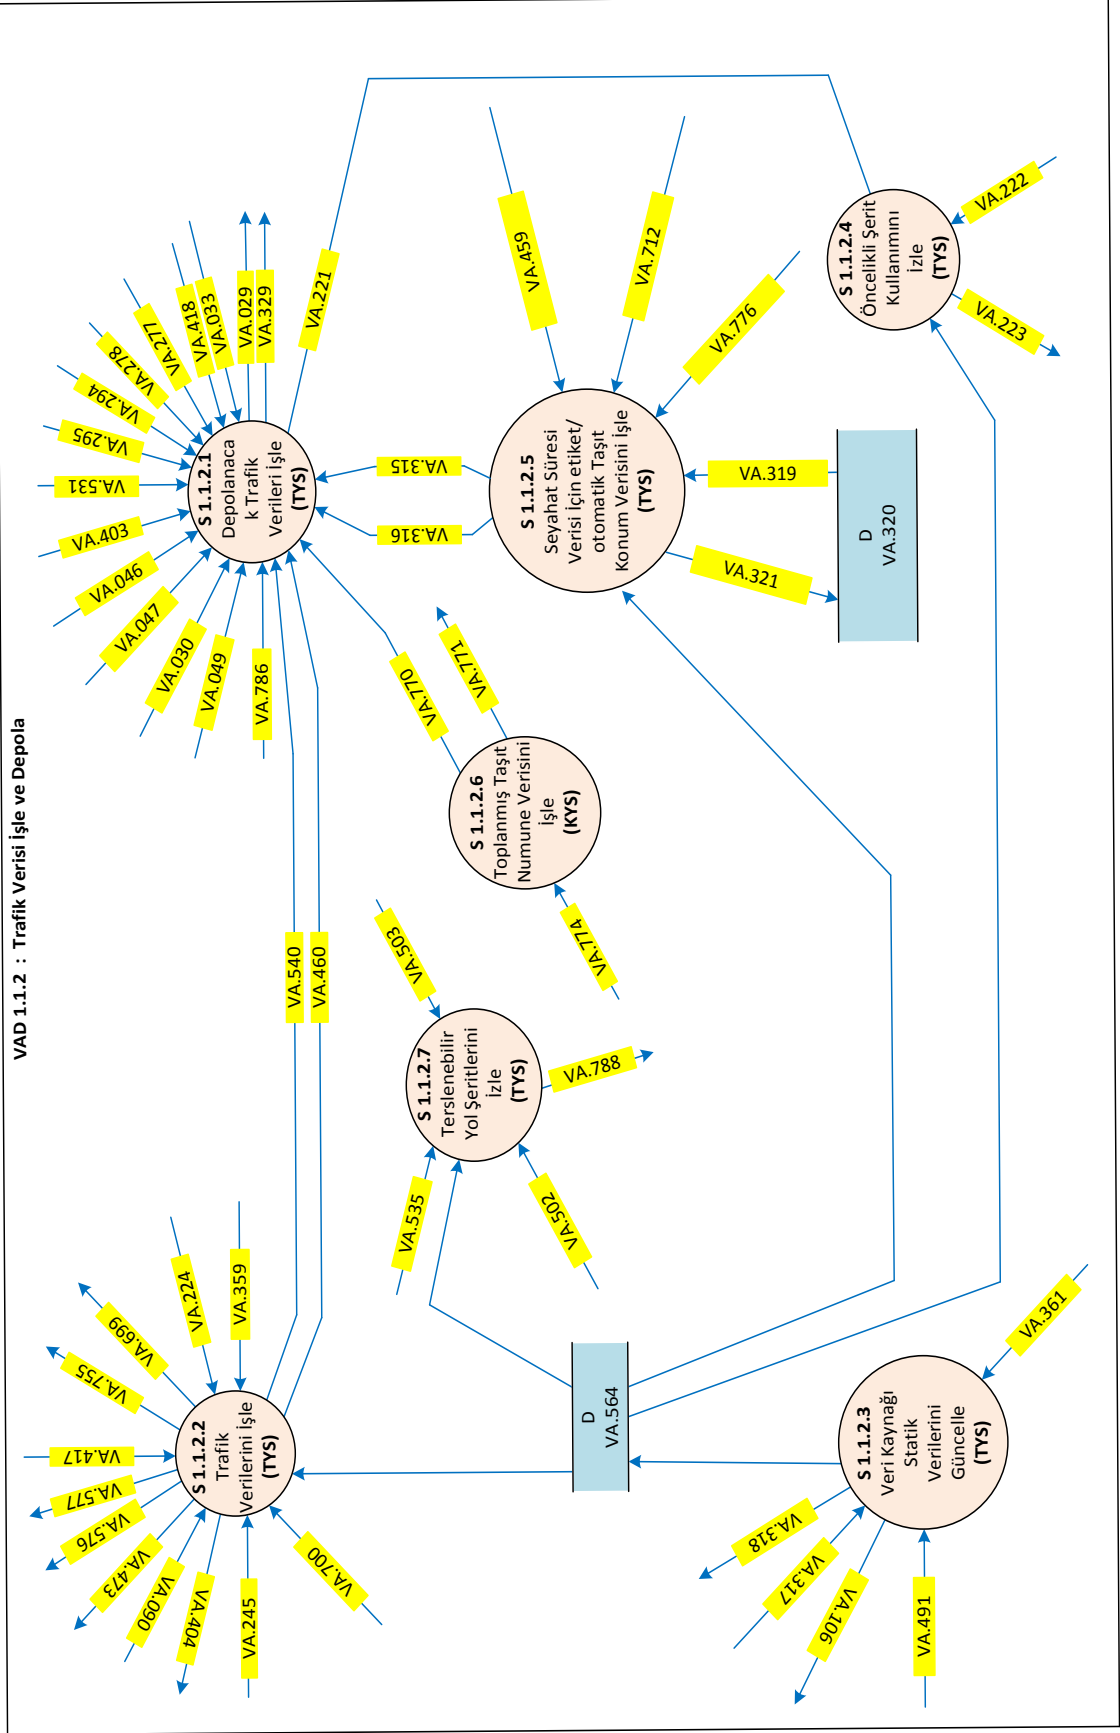 VAD 1.1.2 : Trafik Verisi İşle ve Depola
S 1.1.2.2
Trafik
Verilerini İşle
(TYS)
VA.245
VA.404
VA.090
VA.473
VA.576
VA.577
VA.417
VA.755
VA.699
VA.224
VA.359
VA.700
VA.540
VA.460
S 1.1.2.1
Depolanaca
k Trafik
Verileri İşle
(TYS)
VA.786
VA.049
VA.030
VA.047
VA.046
VA.403
VA.531
VA.295
VA.294
VA.278
VA.277
VA.418
VA.033
VA.029
VA.329
VA.221
VA.316
VA.315
S 1.1.2.7
Terslenebilir
Yol Şeritlerini
İzle
(TYS)
VA.535
VA.503
VA.502
VA.788
S 1.1.2.6
Toplanmış Taşıt
Numune Verisini
İşle
(KYS)
VA.770
VA.771
VA.774
S 1.1.2.5
Seyahat Süresi
Verisi İçin etiket/
otomatik Taşıt
Konum Verisini İşle
(TYS)
VA.459
VA.712
VA.776
VA.321
VA.319
D
VA.320
D
VA.564
S 1.1.2.3
Veri Kaynağı
Statik
Verilerini
Güncelle
(TYS)
VA.318
VA.317
VA.106
VA.491
VA.361
S 1.1.2.4
Öncelikli Şerit
Kullanımını
İzle
(TYS)
VA.223
VA.222